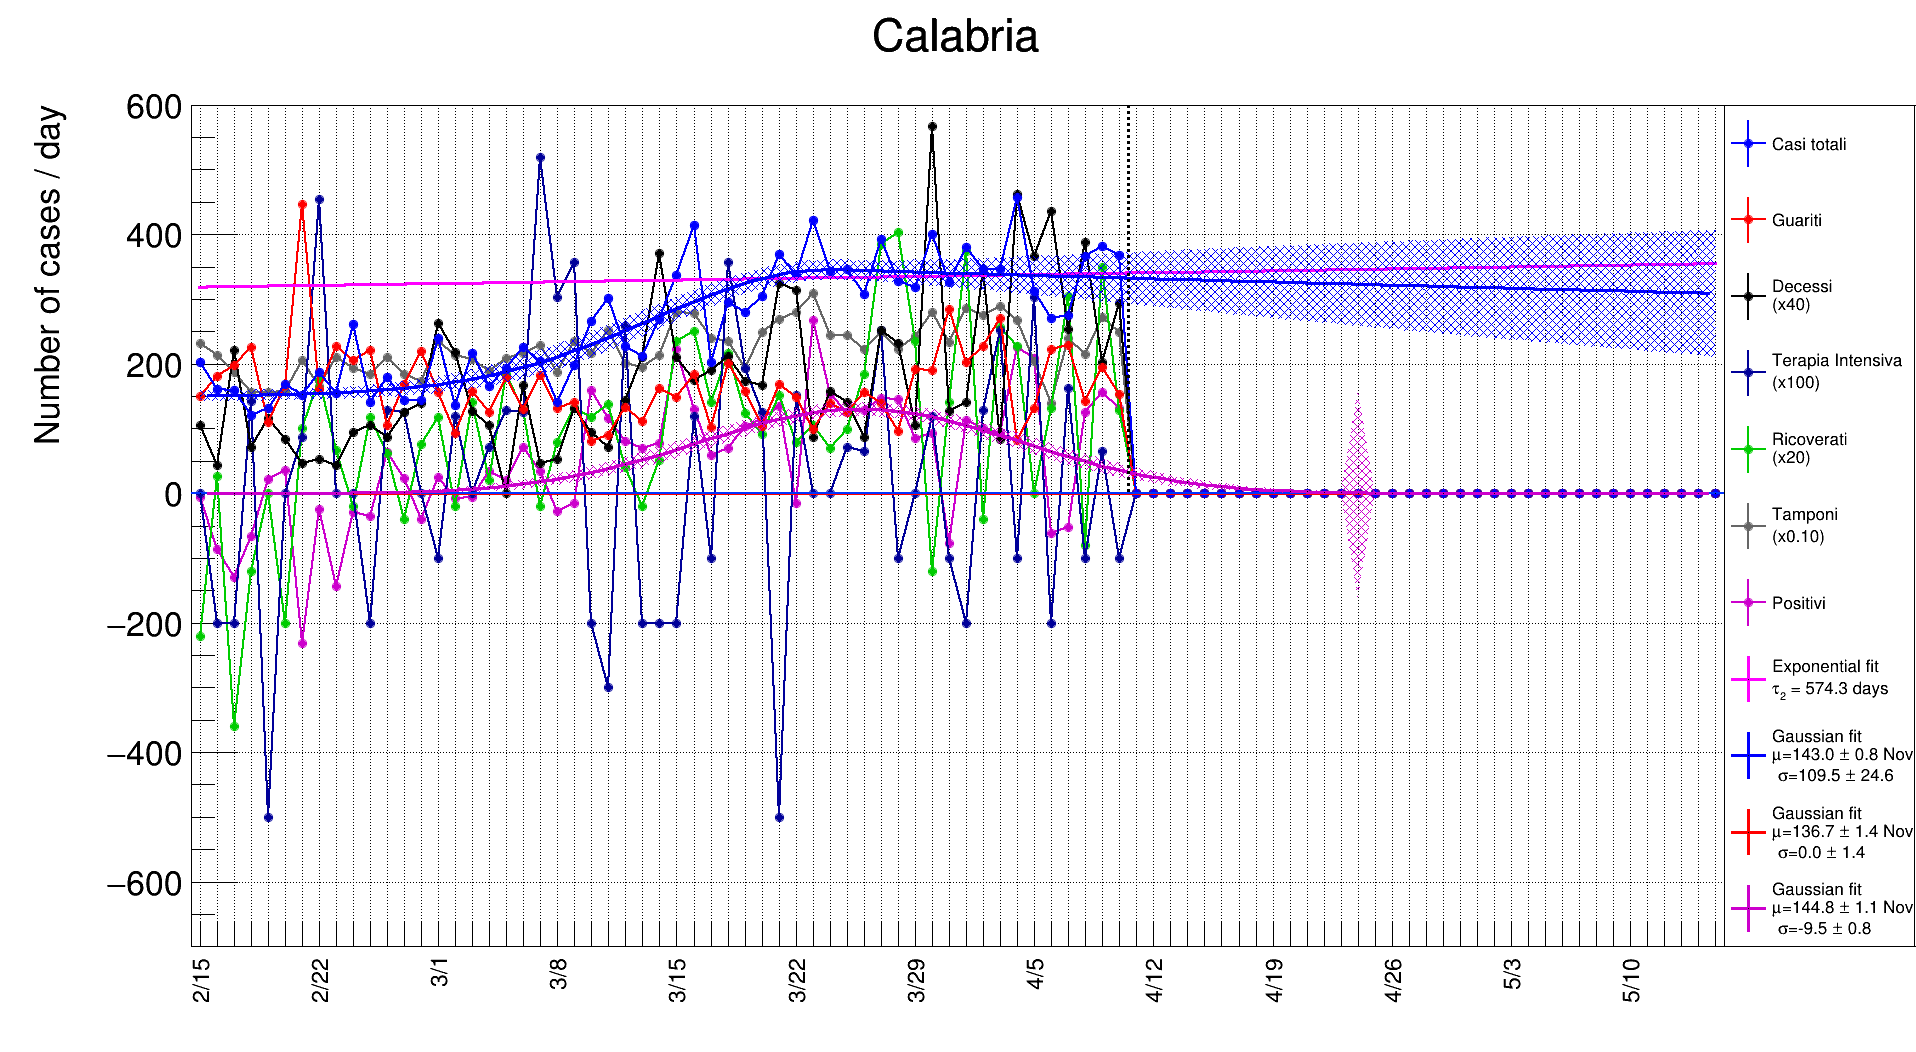 Calabria
Number of cases / day
600
400
200
0
−200
−400
−600
2/15
2/22
3/1
3/8
3/15
3/22
3/29
4/5
4/12
4/19
4/26
5/3
5/10
Casi totali
Guariti
Decessi
(x40)
Terapia Intensiva
(x100)
Ricoverati
(x20)
Tamponi
(x0.10)
Positivi
Exponential fit
τ2 = 574.3 days
Gaussian fit
μ=143.0 ± 0.8 Nov
σ=109.5 ± 24.6
Gaussian fit
μ=136.7 ± 1.4 Nov
σ=0.0 ± 1.4
Gaussian fit
μ=144.8 ± 1.1 Nov
σ=-9.5 ± 0.8